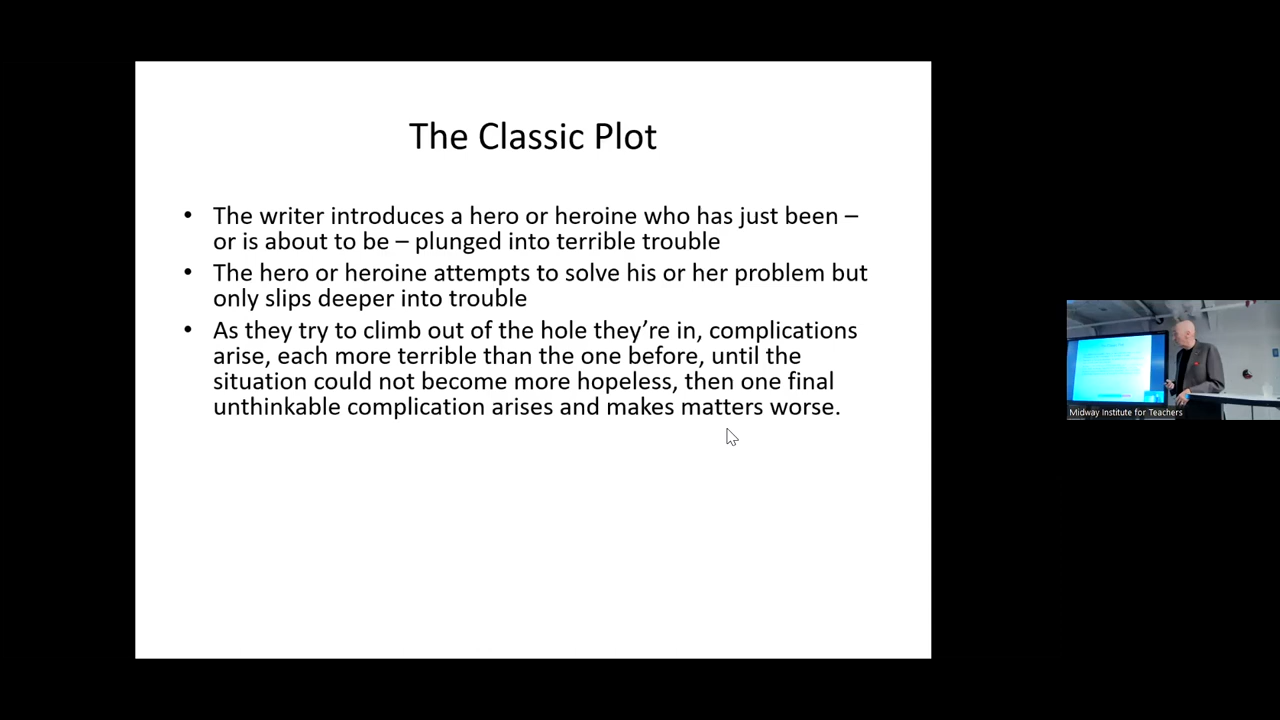 The Classic Plot
• The writer introduces a hero or heroine who has just been –
or is about to be – plunged into terrible trouble
• The hero or heroine attempts to solve his or her problem but
only slips deeper into trouble
• As they try to climb out of the hole they’re in, complications
arise, each more terrible than the one before, until the
situation could not become more hopeless, then one final
unthinkable complication arises and makes matters worse.
Midway Institute for Teachers